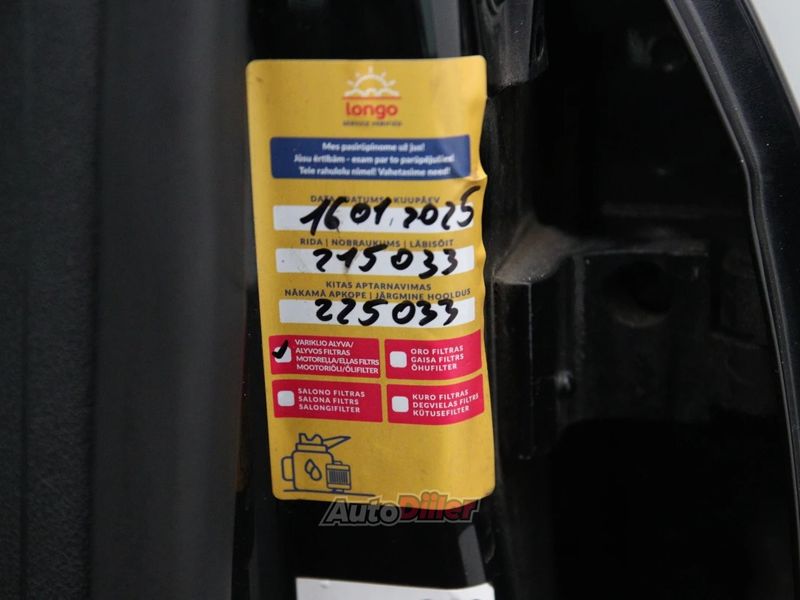 longo
SERVICE VERIFIED
Mes pasirūpinome už jus!
Jūsu ērtībām - esam par to parūpējušies!
Teie rahulolu nimel! Vahetasime need!
DATA | DATUMS | KUUPÄEV
16 01. 2025
RIDA | NOBRAUKUMS | LÄBISÕIT
215033
KITAS APTARNAVIMAS
NĀKAMĀ APKOPE | JÄRGMINE HOOLDUS
225033
VARIKLIO ALYVA/
ALYVOS FILTRAS
MOTOREĻĻA/EĻĻAS FILTRS
MOOTORIÕLI/ÕLIFILTER
ORO FILTRAS
GAISA FILTRS
ÕHUFILTER
SALONO FILTRAS
SALONA FILTRS
SALONGIFILTER
KURO FILTRAS
DEGVIELAS FILTRS
KÜTUSEFILTER
AutoDiiler